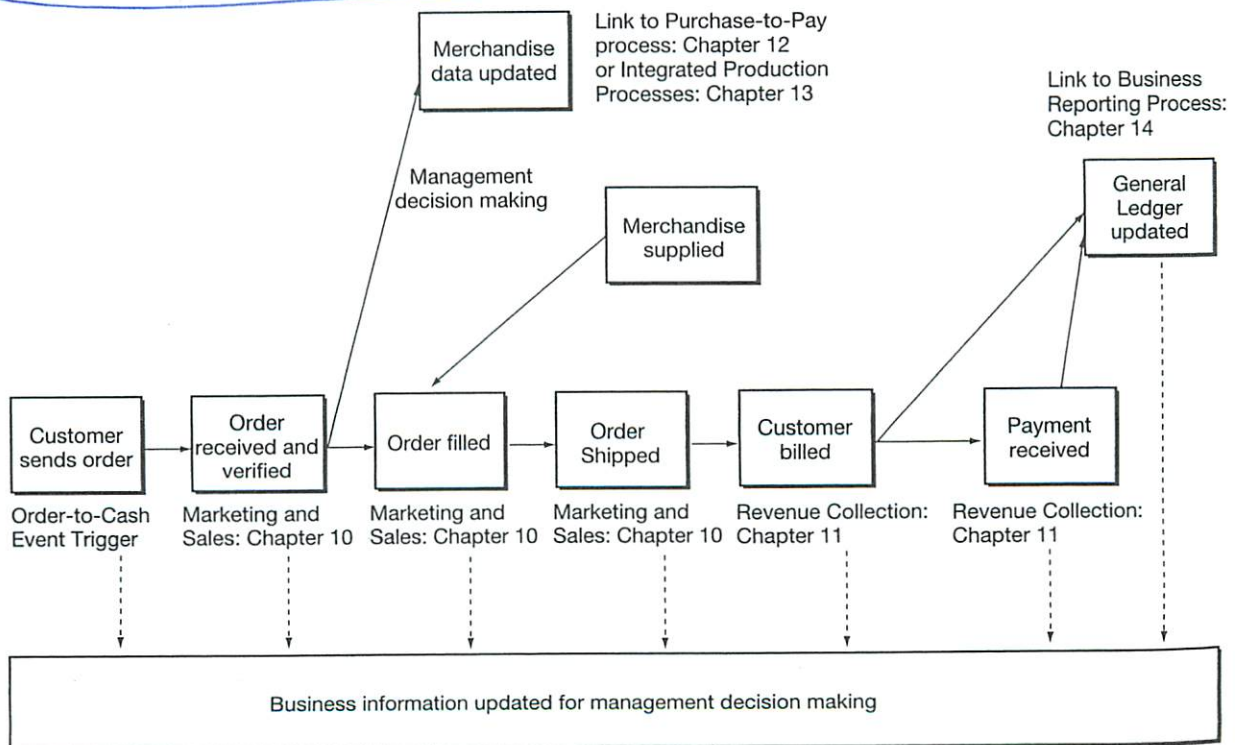 Merchandise
data updated
Link to Purchase-to-Pay
process: Chapter 12
or Integrated Production
Processes: Chapter 13
Link to Business
Reporting Process:
Chapter 14
Management
decision making
Merchandise
supplied
General
Ledger
updated
Customer
sends order
Order
received and
verified
Order filled
Order
Shipped
Customer
billed
Payment
received
Order-to-Cash
Event Trigger
Marketing and
Sales: Chapter 10
Marketing and
Sales: Chapter 10
Marketing and
Sales: Chapter 10
Revenue Collection:
Chapter 11
Revenue Collection:
Chapter 11
Business information updated for management decision making